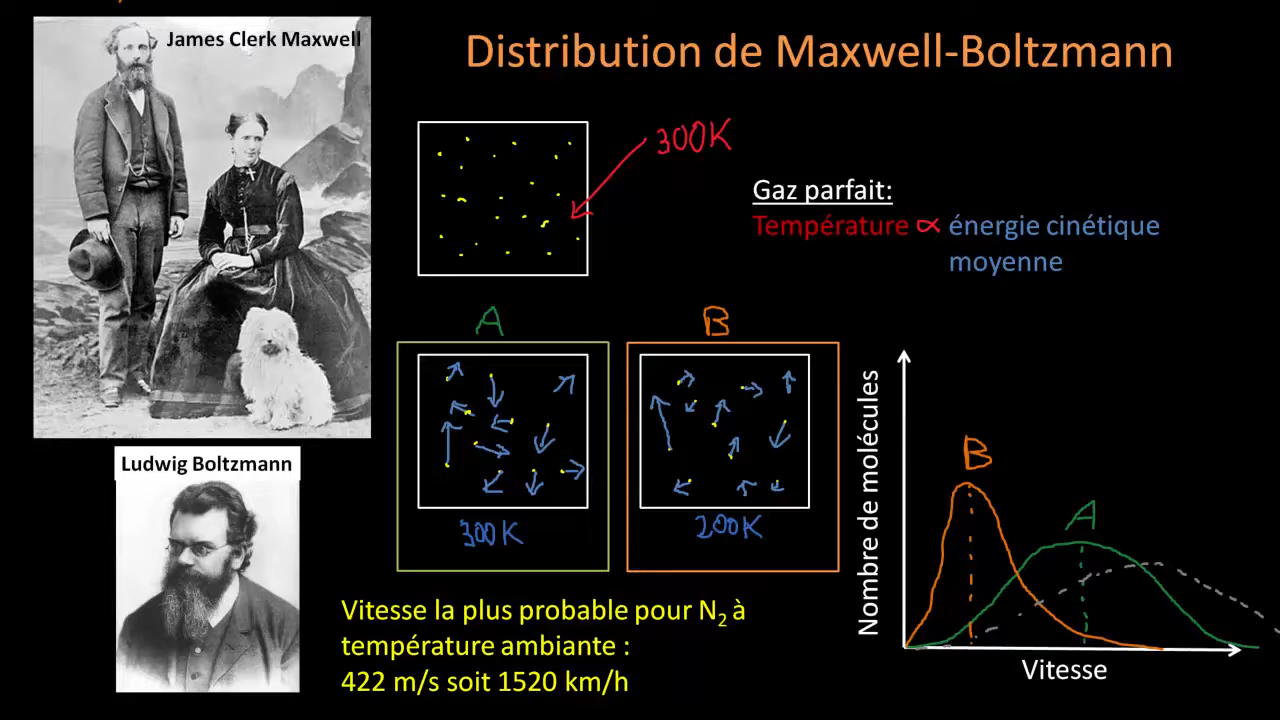 James Clerk Maxwell
Distribution de Maxwell-Boltzmann
300K
Gaz parfait:
Température ∝ énergie cinétique
moyenne
A
B
300K
200K
Ludwig Boltzmann
Vitesse la plus probable pour N₂ à
température ambiante :
422 m/s soit 1520 km/h
Nombre de molécules
B
A
Vitesse